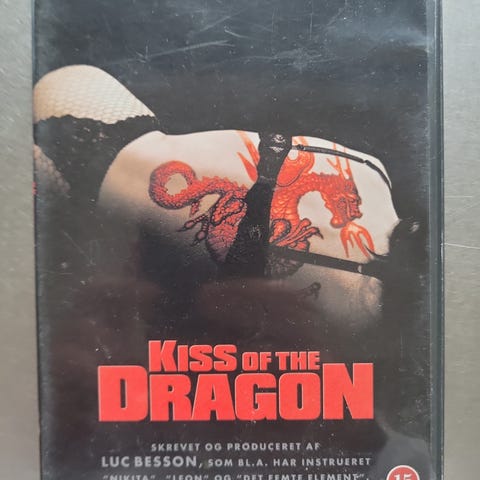 KISS OF THE
DRAGON
SKREVET OG PRODUCERET AF
LUC BESSON, SOM BL.A. HAR INSTRUERET
"NIKITA", "LEON" OG "DET FEMTE ELEMENT".
15